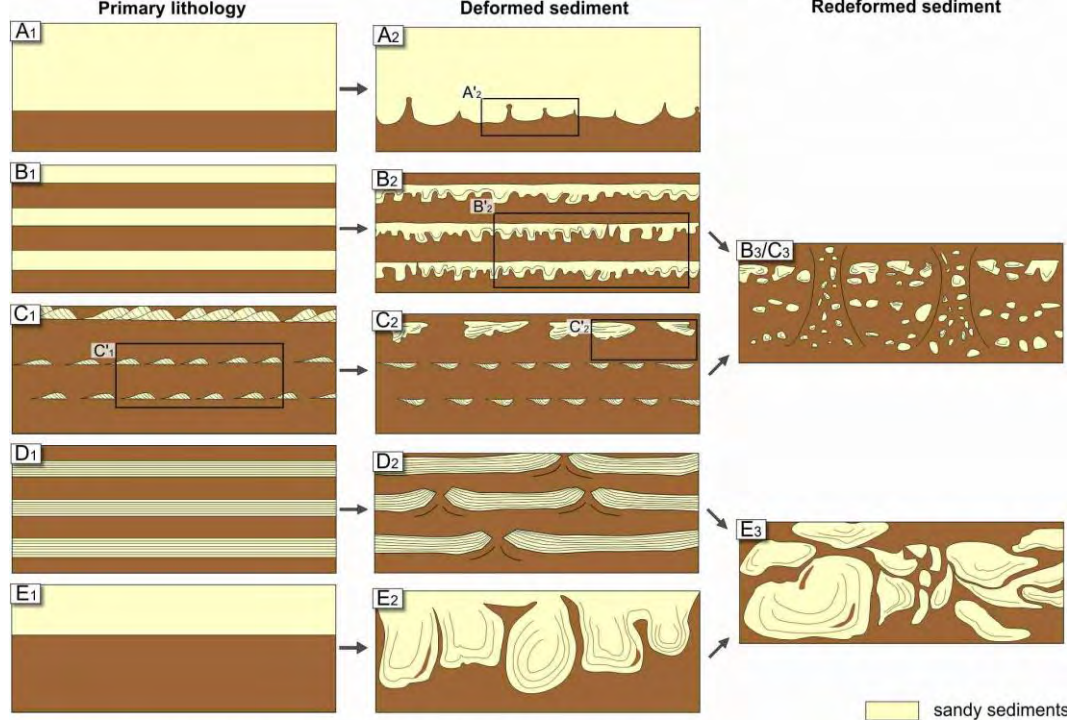 Primary lithology
Deformed sediment
Redeformed sediment
A1
A2
A'2
B1
B2
B'2
B3/C3
C1
C'1
C2
C'2
D1
D2
E3
E1
E2
sandy sediments